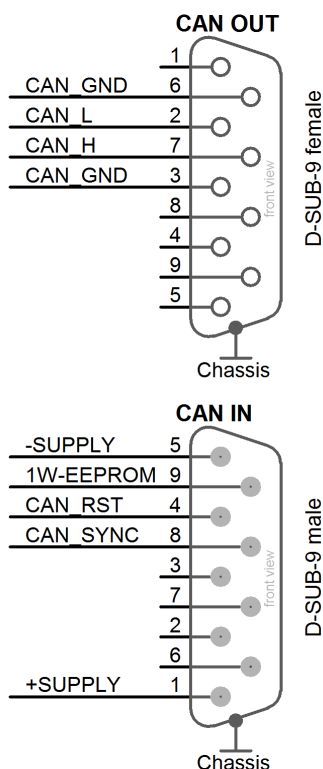 CAN OUT
1
CAN_GND 6
CAN_L 2
CAN_H 7
CAN_GND 3
8
4
9
5
front view
D-SUB-9 female
Chassis
CAN IN
-SUPPLY 5
1W-EEPROM 9
CAN_RST 4
CAN_SYNC 8
3
7
2
6
+SUPPLY 1
front view
D-SUB-9 male
Chassis